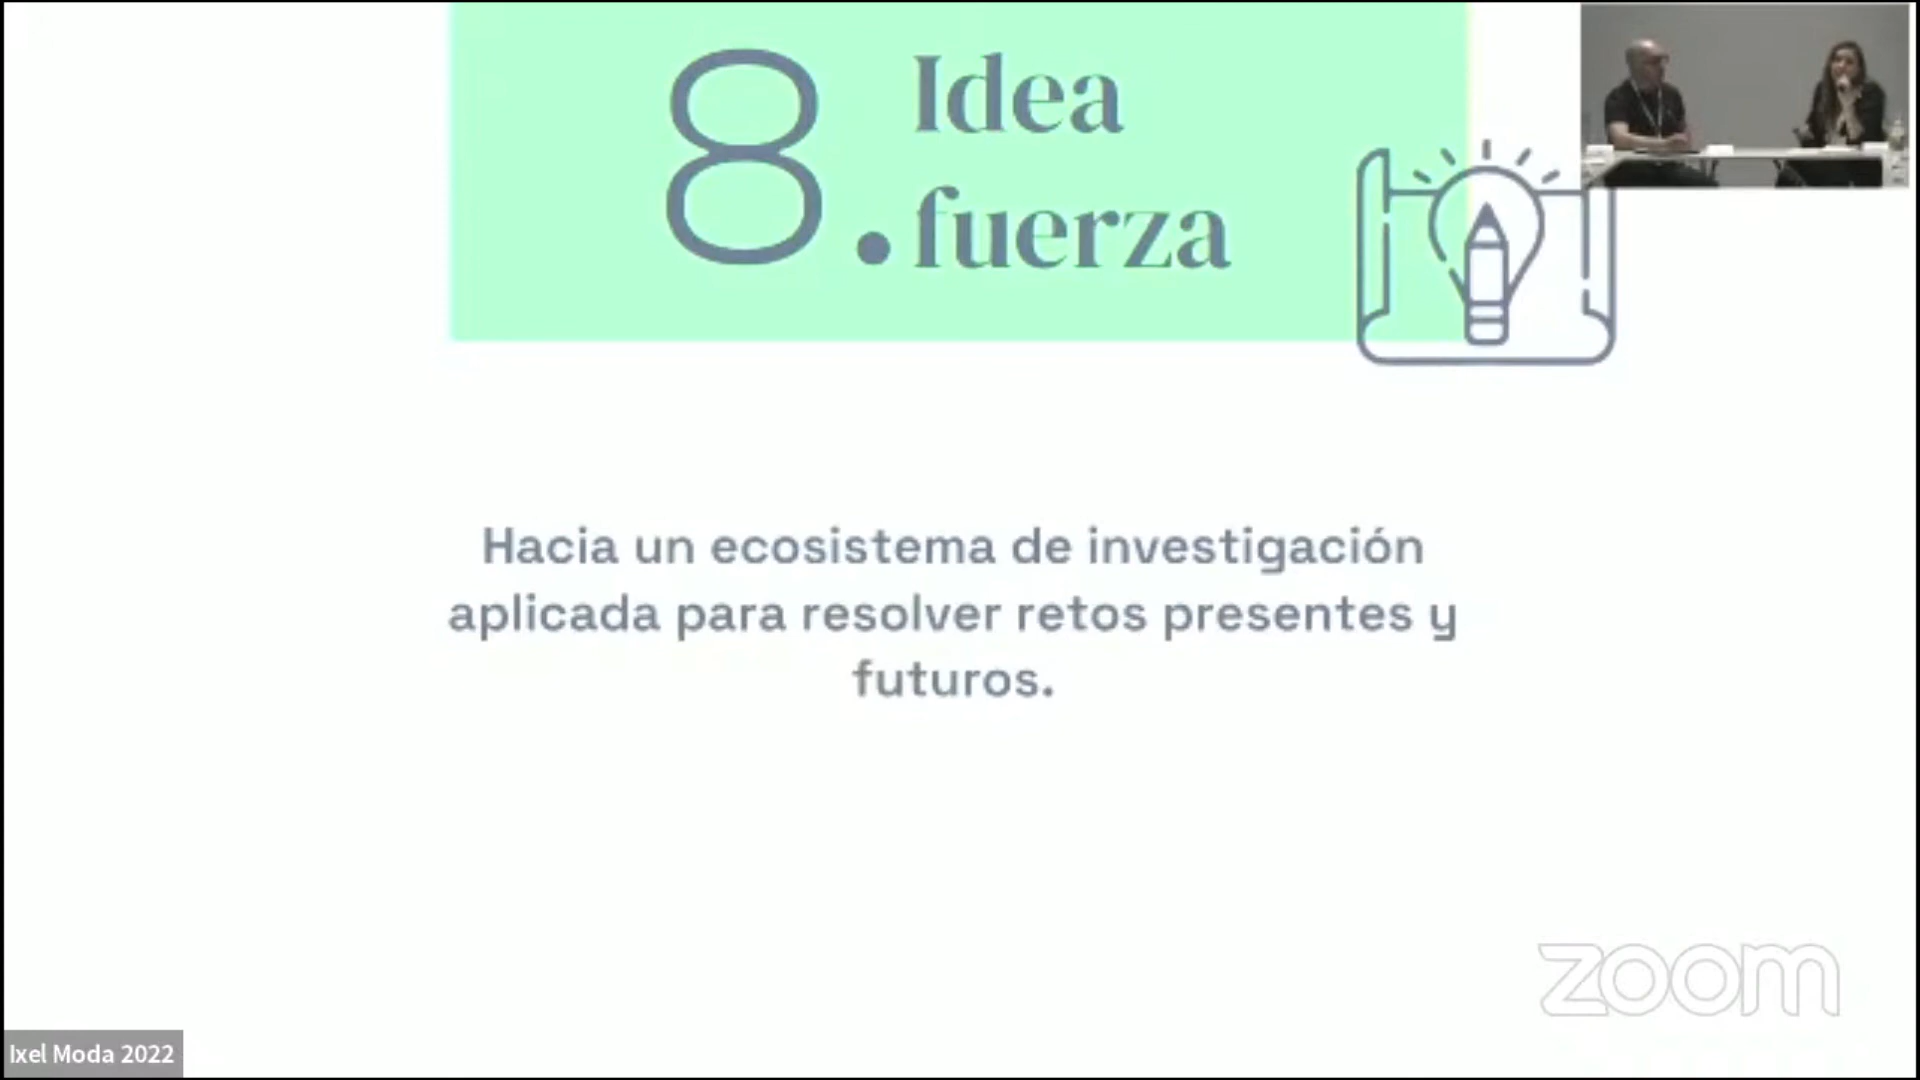 8. Idea
fuerza
Hacia un ecosistema de investigación
aplicada para resolver retos presentes y
futuros.
zoom
Ixel Moda 2022